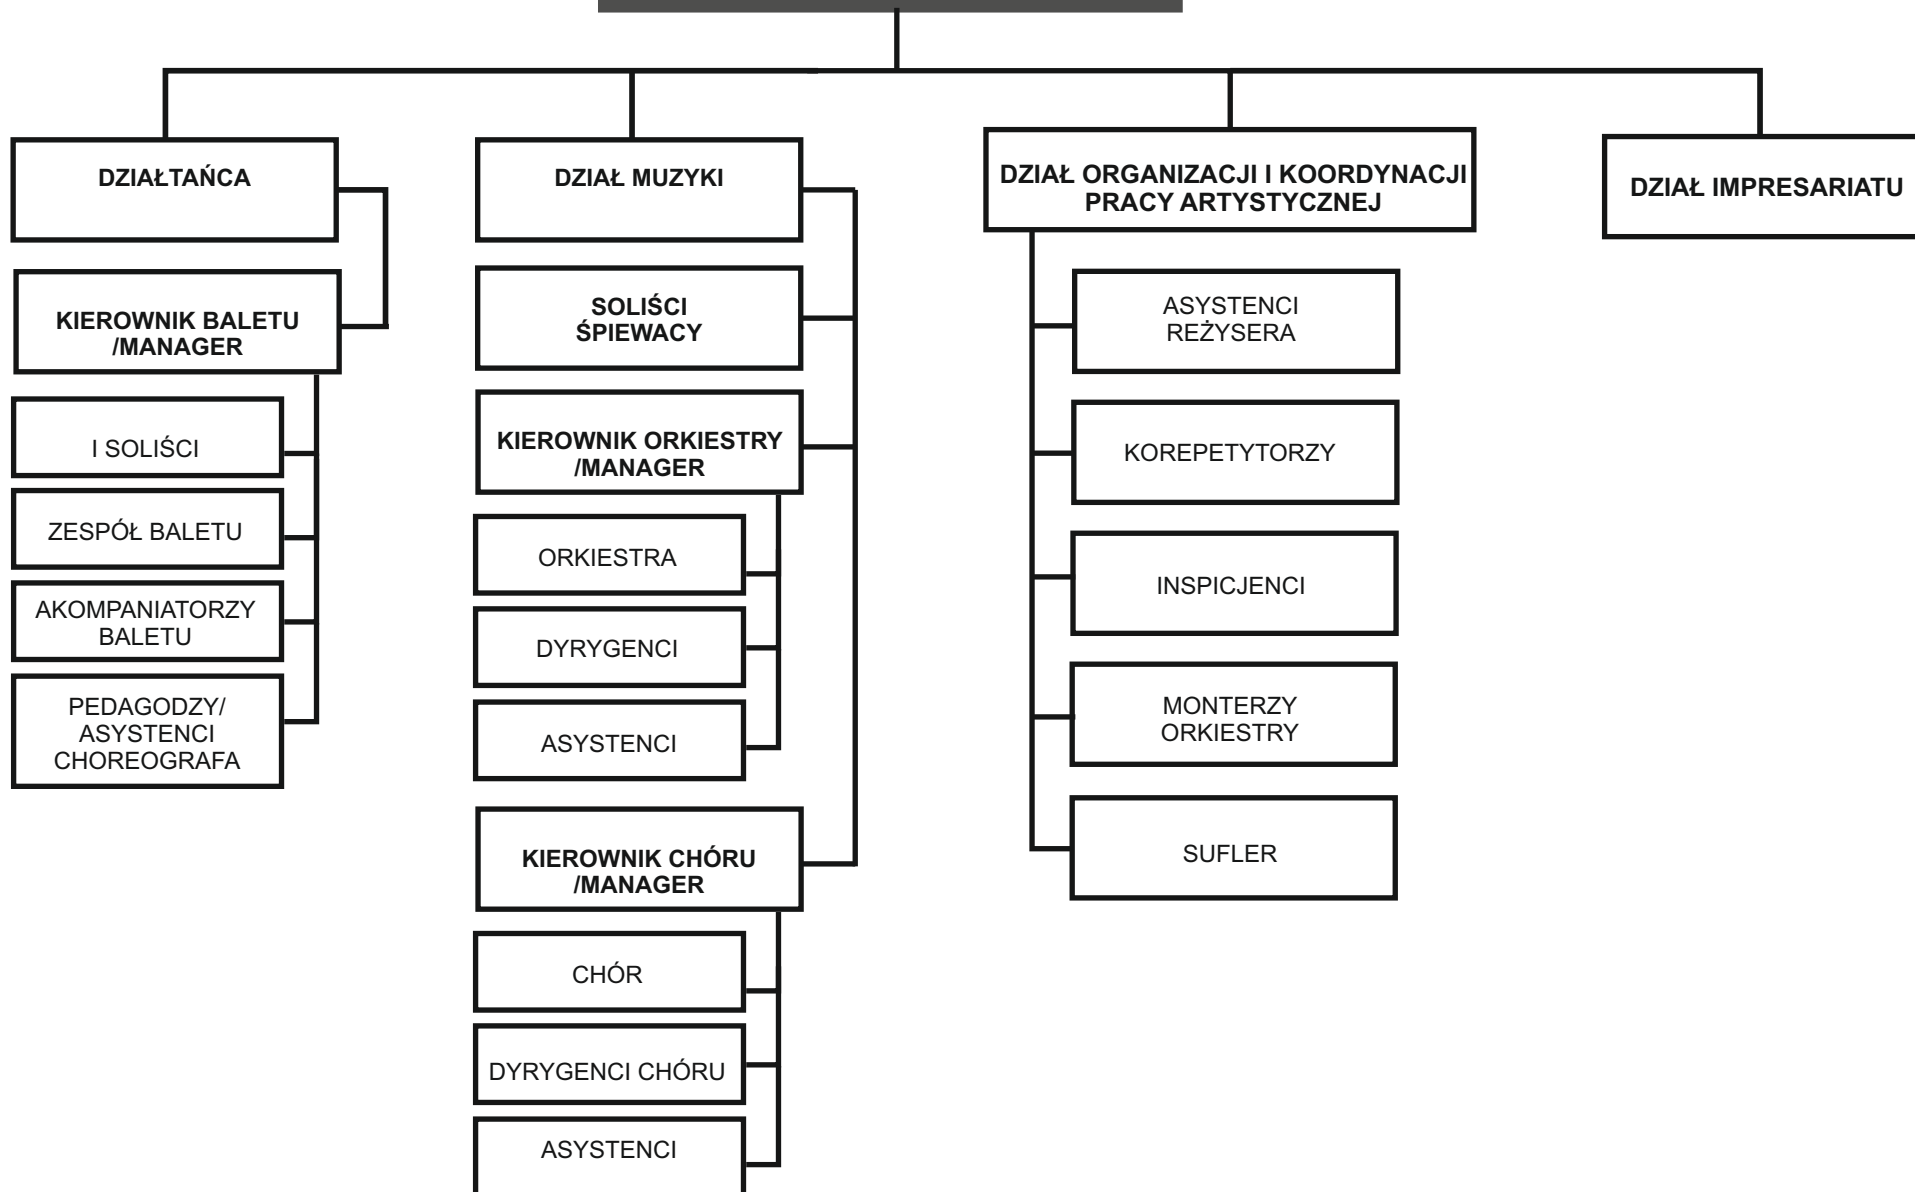 DZIAŁTAŃCA
KIEROWNIK BALETU
/MANAGER
I SOLIŚCI
ZESPÓŁ BALETU
AKOMPANIATORZY
BALETU
PEDAGODZY/
ASYSTENCI
CHOREOGRAFA
DZIAŁ MUZYKI
SOLIŚCI
ŚPIEWACY
KIEROWNIK ORKIESTRY
/MANAGER
ORKIESTRA
DYRYGENCI
ASYSTENCI
KIEROWNIK CHÓRU
/MANAGER
CHÓR
DYRYGENCI CHÓRU
ASYSTENCI
DZIAŁ ORGANIZACJI I KOORDYNACJI
PRACY ARTYSTYCZNEJ
ASYSTENCI
REŻYSERA
KOREPETYTORZY
INSPICJENCI
MONTERZY
ORKIESTRY
SUFLER
DZIAŁ IMPRESARIATU